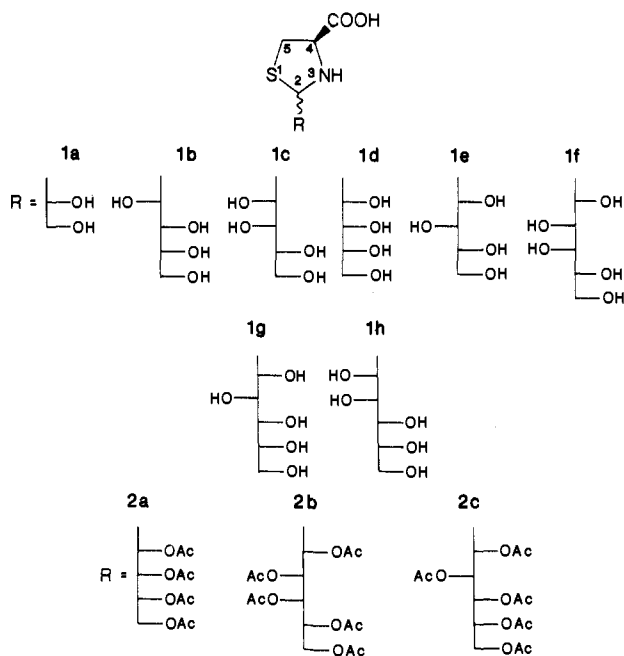 COOH
5 4
S 1 3 NH
2
R
1a 1b 1c 1d 1e 1f
R = OH HO HO OH OH OH
OH OH HO OH HO HO
OH OH OH OH HO
OH OH OH OH OH
OH
1g 1h
OH HO
HO HO
OH OH
OH OH
OH OH
2a 2b 2c
R = OAc OAc OAc
OAc AcO AcO
OAc AcO OAc
OAc OAc OAc
OAc OAc